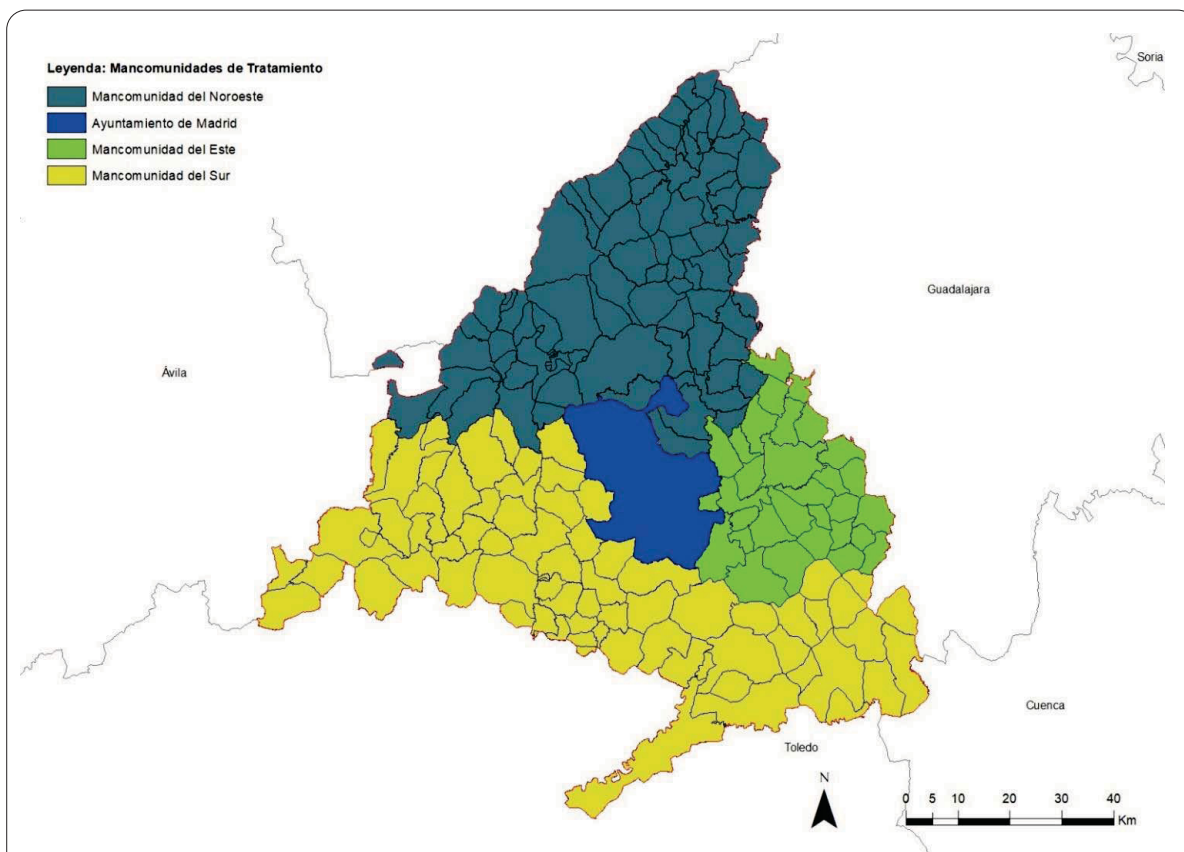 Soria
Leyenda: Mancomunidades de Tratamiento
Mancomunidad del Noroeste
Ayuntamiento de Madrid
Mancomunidad del Este
Mancomunidad del Sur
Guadalajara
Ávila
Cuenca
Toledo
N
0 5 10 20 30 40
Km